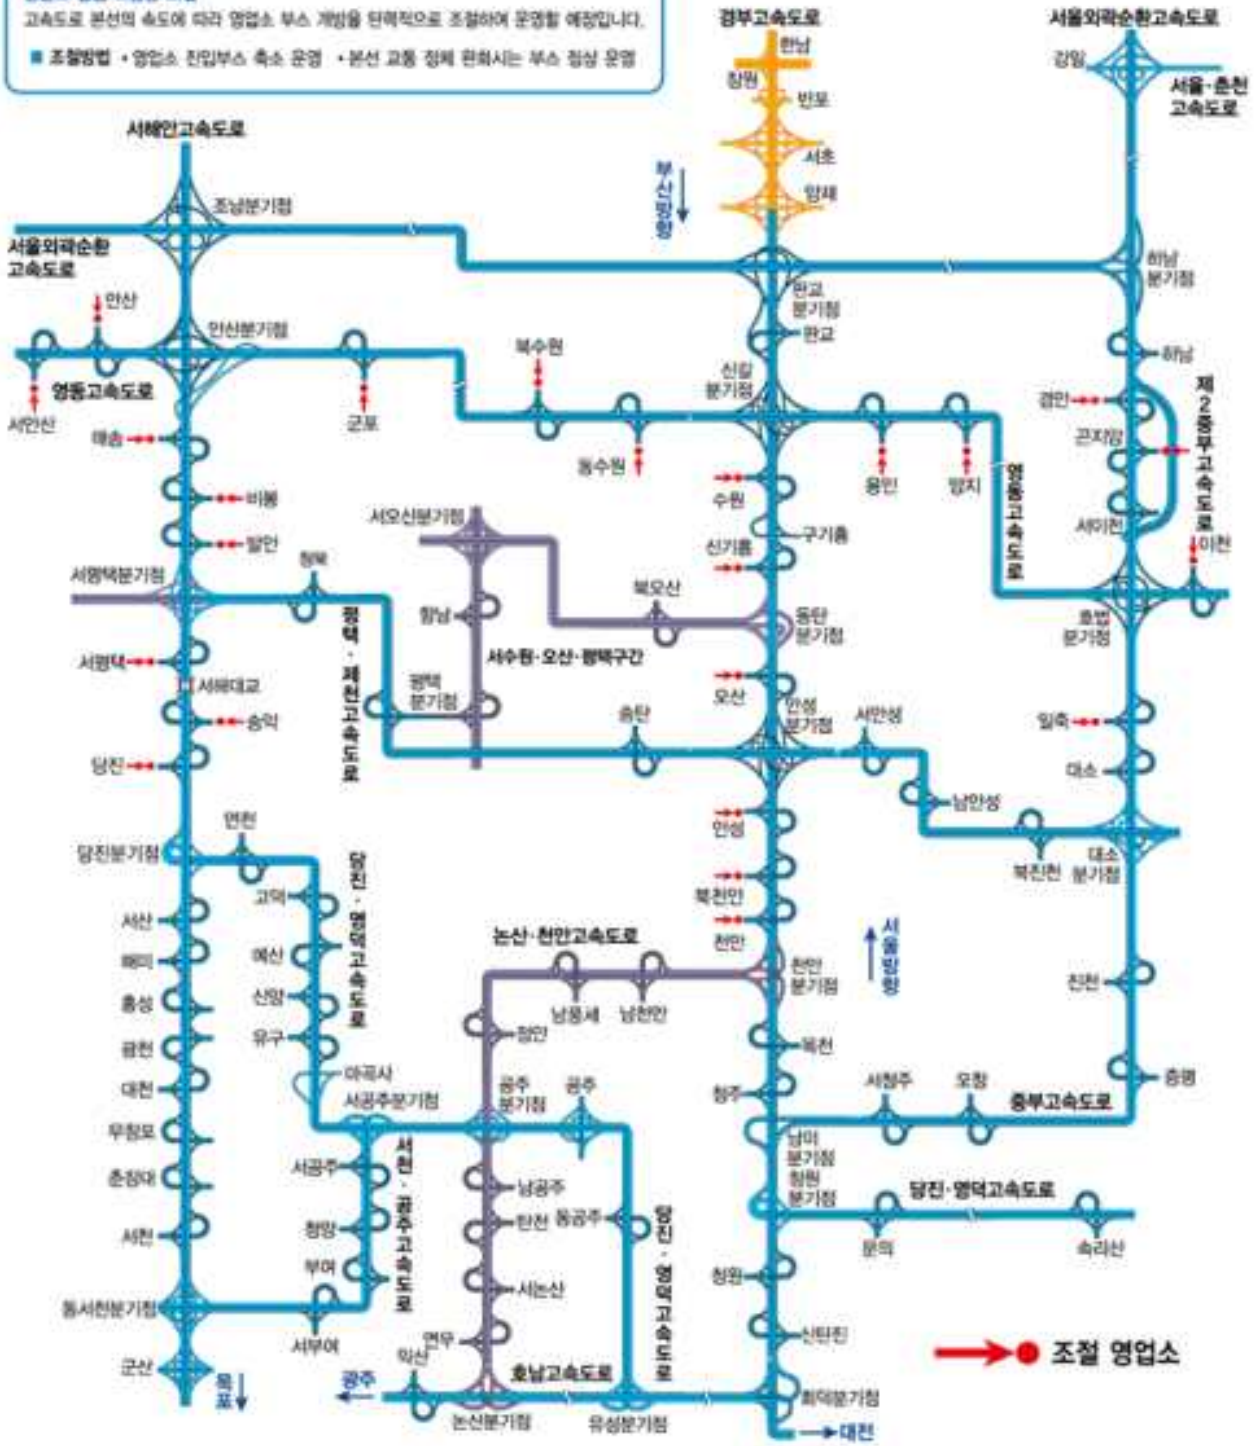 고속도로 본선의 속도에 따라 영업소 부스 개방을 탄력적으로 조절하여 운영할 예정입니다.
■ 조절방법 • 영업소 진입부스 축소 운영 • 본선 교통 정체 완화시는 부스 정상 운영
경부고속도로
서울외곽순환고속도로
한남
강일
잠원
반포
서울·춘천
고속도로
서해안고속도로
서초
양재
부산방향
조남분기점
서울외곽순환
고속도로
하남
분기점
판교
분기점
안산
안산분기점
판교
북수원
하남
신갈
분기점
영동고속도로
제2중부고속도로
경안
서안산
군포
매송
곤지암
동수원
용인
양지
비봉
수원
영동고속도로
서오산분기점
구기흥
서이천
발안
신기흥
이천
서평택분기점
청북
북오산
향남
동탄
분기점
호법
분기점
평택·제천고속도로
서수원·오산·평택구간
서평택
서해대교
평택
분기점
오산
안성
분기점
송탄
서안성
송악
일죽
당진
대소
남안성
면천
안성
당진분기점
대소
분기점
북진천
당진·영덕고속도로
고덕
북천안
서산
서울방향
논산·천안고속도로
천안
예산
해미
천안
분기점
진천
신양
홍성
남풍세
남천안
유구
정안
목천
광천
마곡사
대천
서공주분기점
공주
분기점
공주
청주
서청주
오창
증평
중부고속도로
무창포
남이
분기점
서천·공주고속도로
서공주
춘장대
남공주
청원
분기점
당진·영덕고속도로
청양
탄천
동공주
당진·영덕고속도로
서천
문의
속리산
부여
청원
서논산
동서천분기점
서부여
연무
신탄진
조절 영업소
군산
익산
호남고속도로
목포
광주
회덕분기점
논산분기점
유성분기점
대전